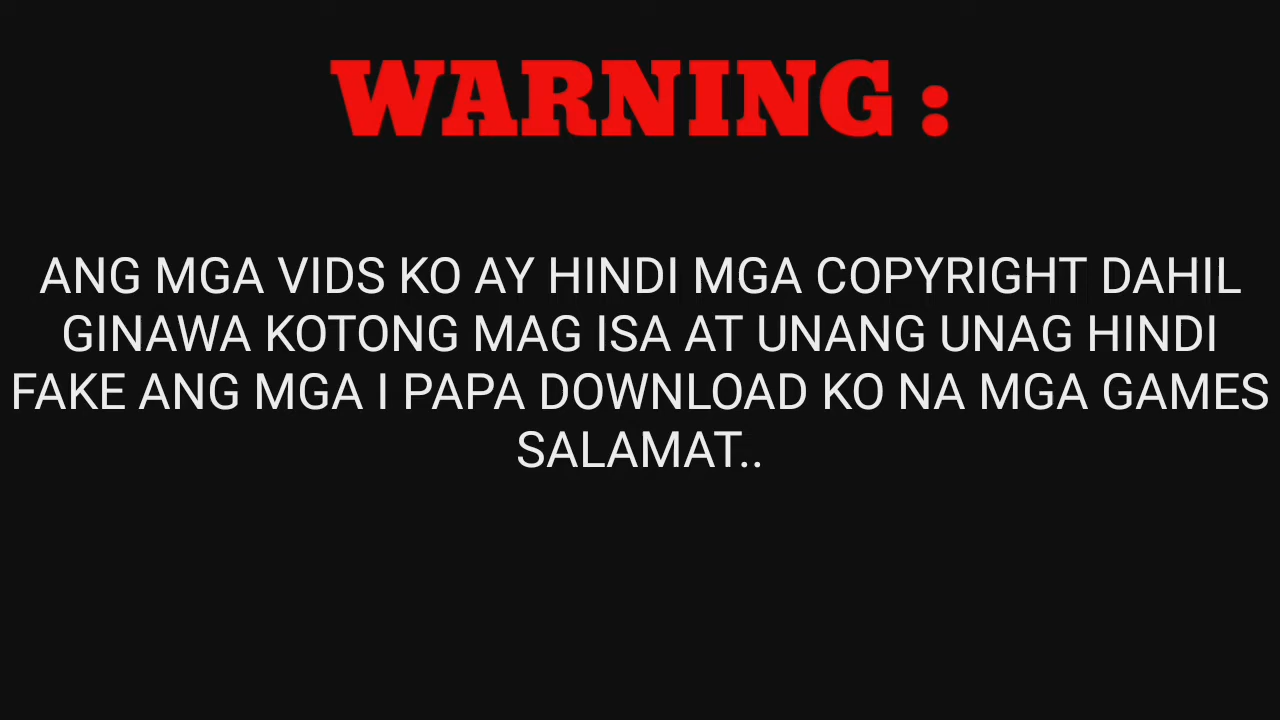 WARNING :
ANG MGA VIDS KO AY HINDI MGA COPYRIGHT DAHIL
GINAWA KOTONG MAG ISA AT UNANG UNAG HINDI
FAKE ANG MGA I PAPA DOWNLOAD KO NA MGA GAMES
SALAMAT..